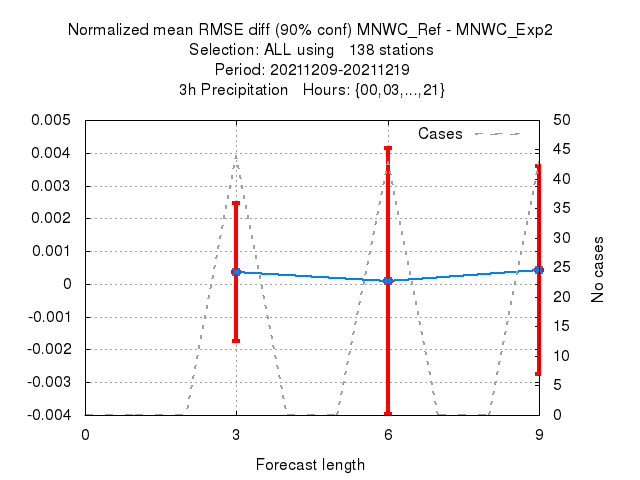 Normalized mean RMSE diff (90% conf) MNWC_Ref - MNWC_Exp2
Selection: ALL using   138 stations
Period: 20211209-20211219
3h Precipitation   Hours: {00,03,...,21}
Cases
0.005
0.004
0.003
0.002
0.001
0
-0.001
-0.002
-0.003
-0.004
50
45
40
35
30
25
20
15
10
5
0
No cases
0 3 6 9
Forecast length